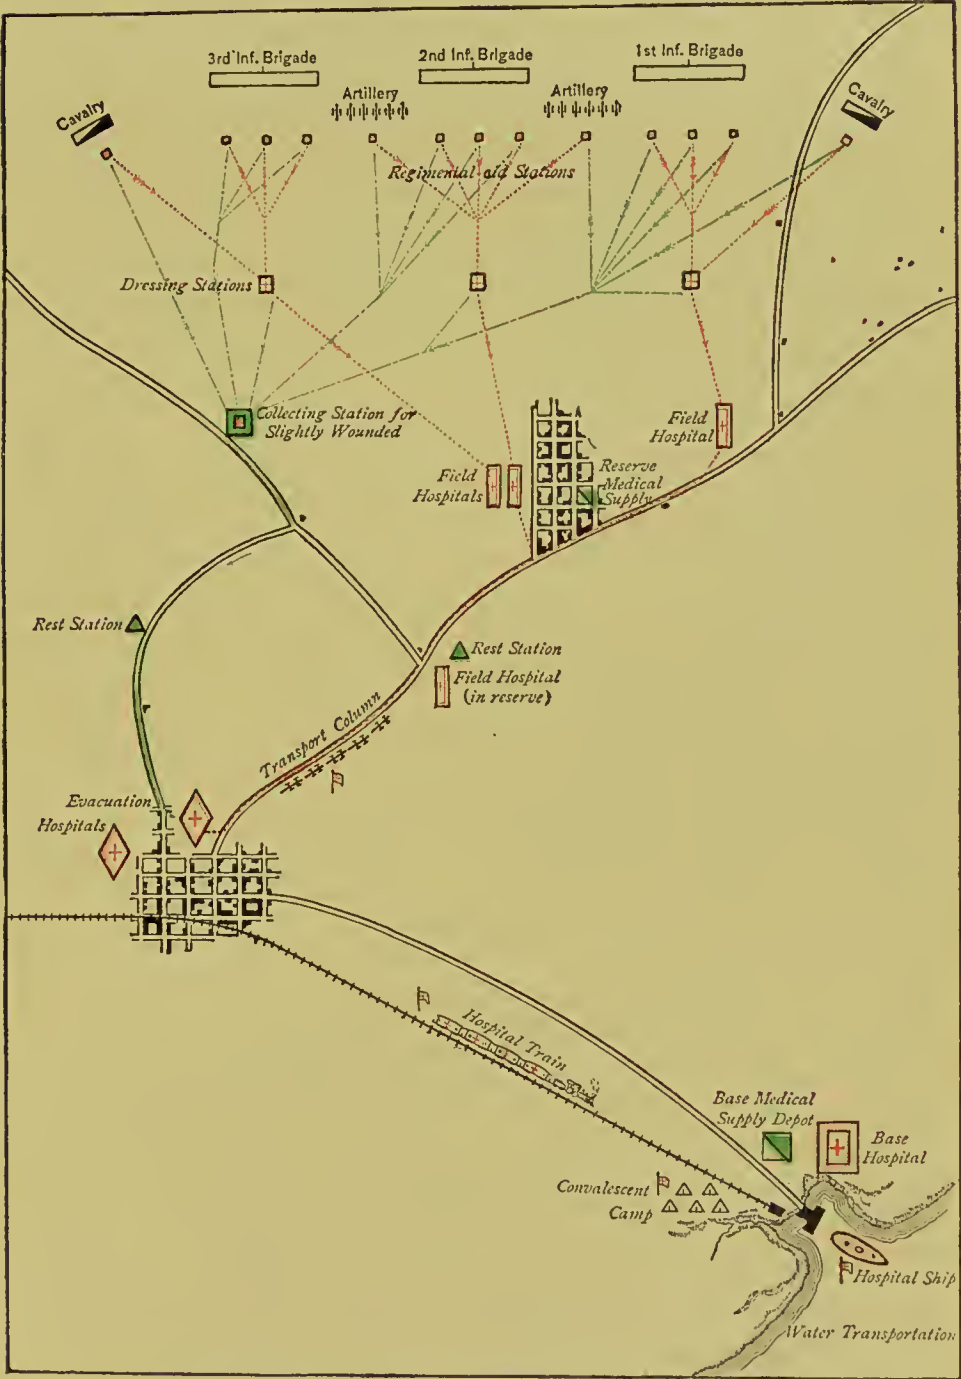 3rd Inf. Brigade
2nd Inf. Brigade
1st Inf. Brigade
Cavalry
Artillery
Artillery
Cavalry
Regimental aid Stations
Dressing Stations
Collecting Station for
Slightly Wounded
Field
Hospital
Field
Hospitals
Reserve
Medical
Supply
Rest Station
Rest Station
Field Hospital
(in reserve)
Transport Column
Evacuation
Hospitals
Hospital Train
Base Medical
Supply Depot
Base
Hospital
Convalescent
Camp
Hospital Ship
Water Transportation